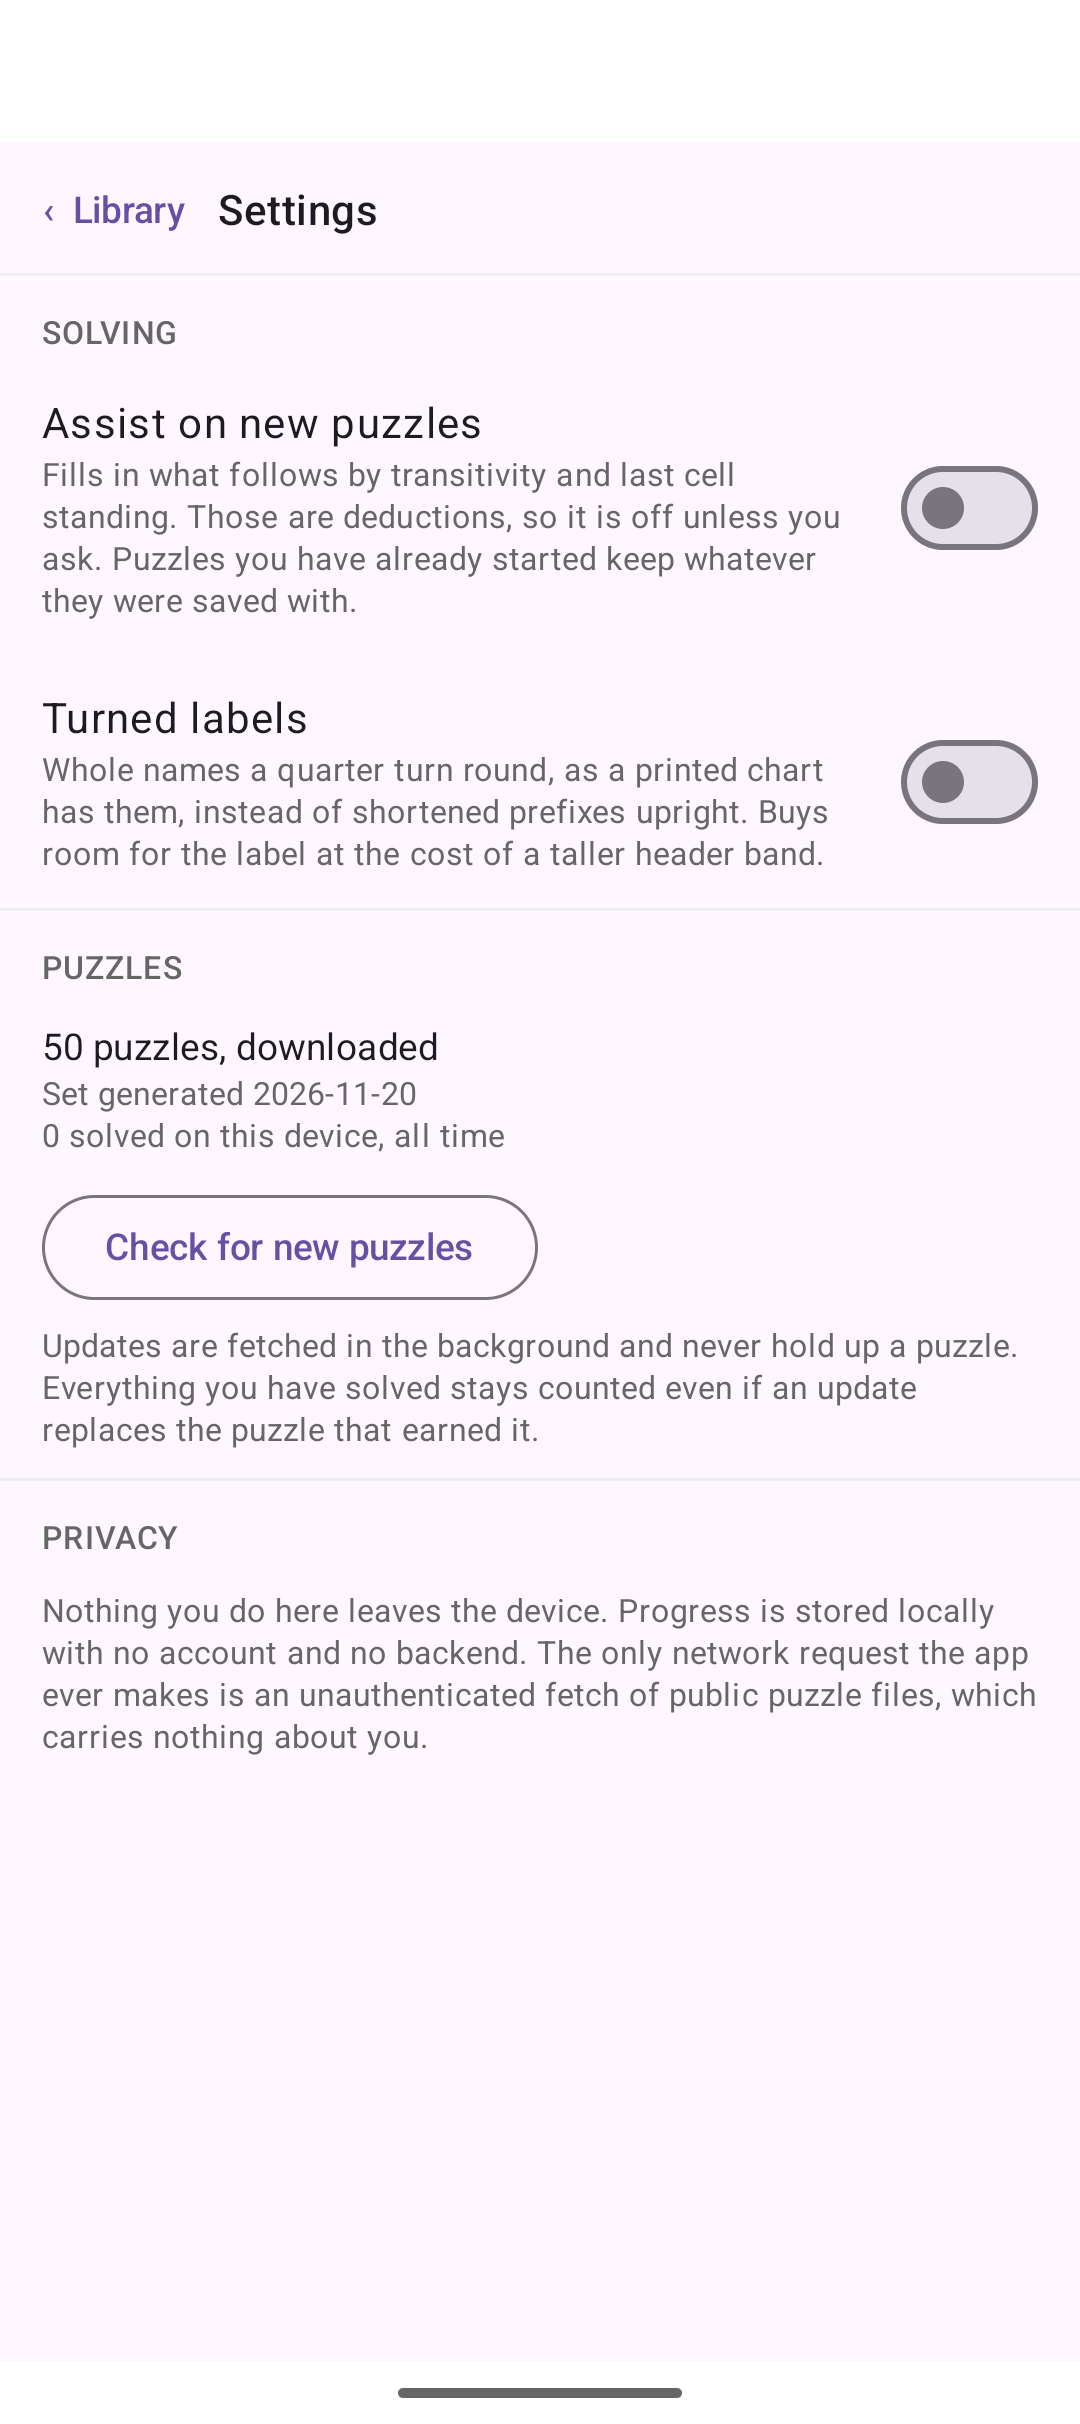 ‹ Library Settings
SOLVING
Assist on new puzzles
Fills in what follows by transitivity and last cell
standing. Those are deductions, so it is off unless you
ask. Puzzles you have already started keep whatever
they were saved with.
Turned labels
Whole names a quarter turn round, as a printed chart
has them, instead of shortened prefixes upright. Buys
room for the label at the cost of a taller header band.
PUZZLES
50 puzzles, downloaded
Set generated 2026-11-20
0 solved on this device, all time
Check for new puzzles
Updates are fetched in the background and never hold up a puzzle.
Everything you have solved stays counted even if an update
replaces the puzzle that earned it.
PRIVACY
Nothing you do here leaves the device. Progress is stored locally
with no account and no backend. The only network request the app
ever makes is an unauthenticated fetch of public puzzle files, which
carries nothing about you.